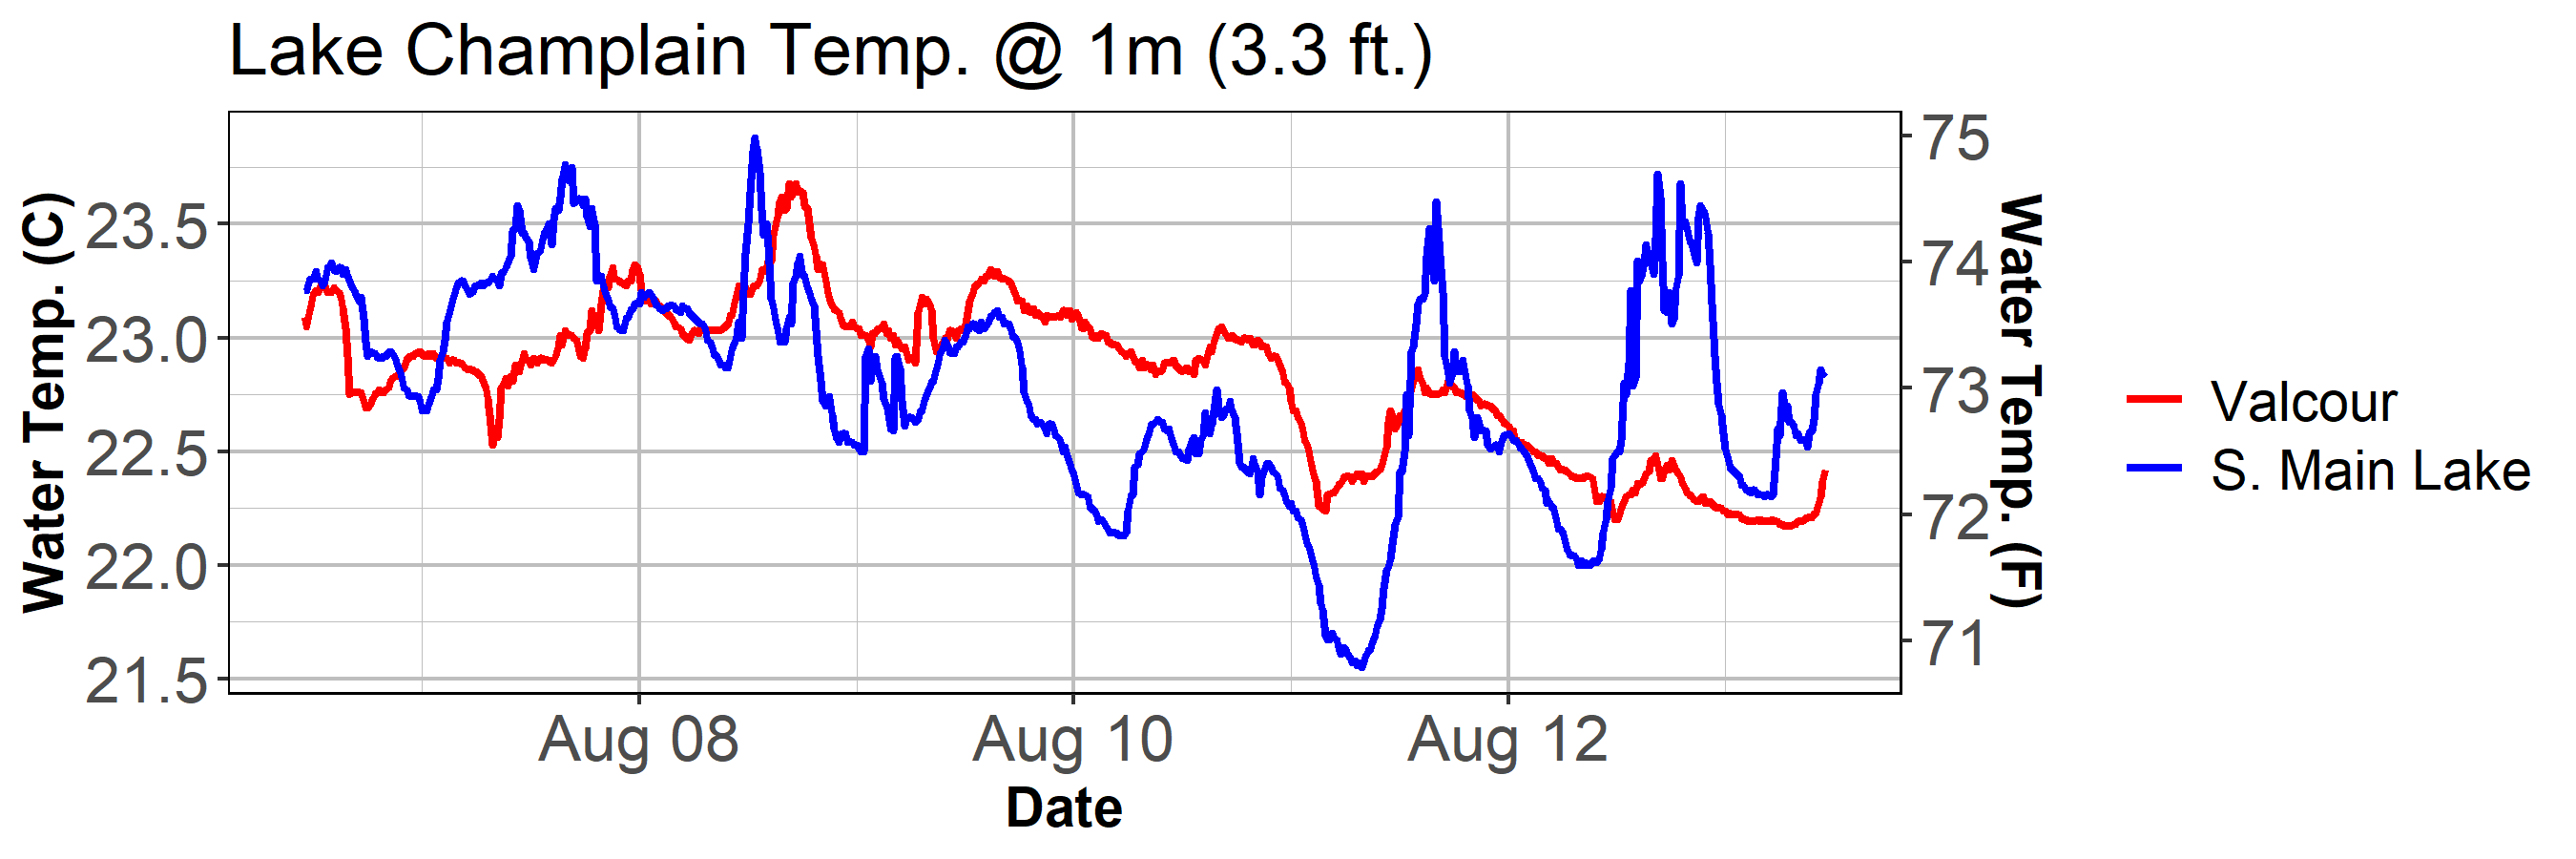 Lake Champlain Temp. @ 1m (3.3 ft.)
Water Temp. (C)
23.5
23.0
22.5
22.0
21.5
75
74
73
72
71
Water Temp. (F)
Aug 08
Aug 10
Aug 12
Date
Valcour
S. Main Lake